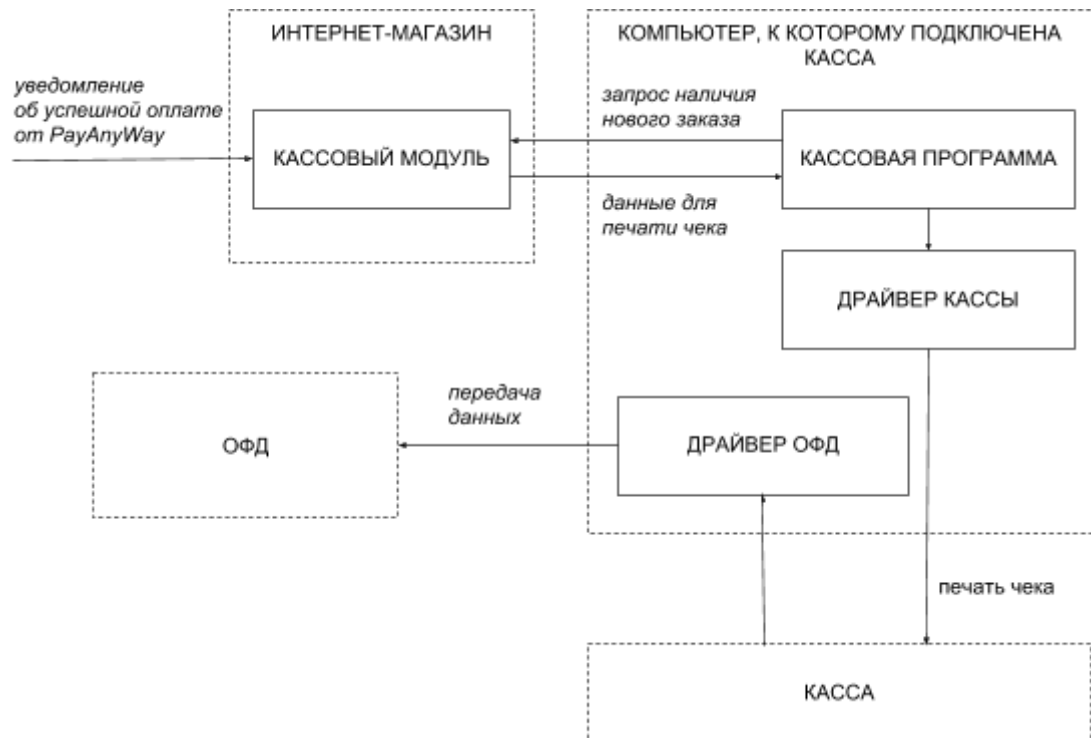 ИНТЕРНЕТ-МАГАЗИН
КОМПЬЮТЕР, К КОТОРОМУ ПОДКЛЮЧЕНА
КАССА
уведомление
об успешной оплате
от PayAnyWay
запрос наличия
нового заказа
КАССОВЫЙ МОДУЛЬ
КАССОВАЯ ПРОГРАММА
данные для
печати чека
ДРАЙВЕР КАССЫ
передача
данных
ОФД
ДРАЙВЕР ОФД
печать чека
КАССА